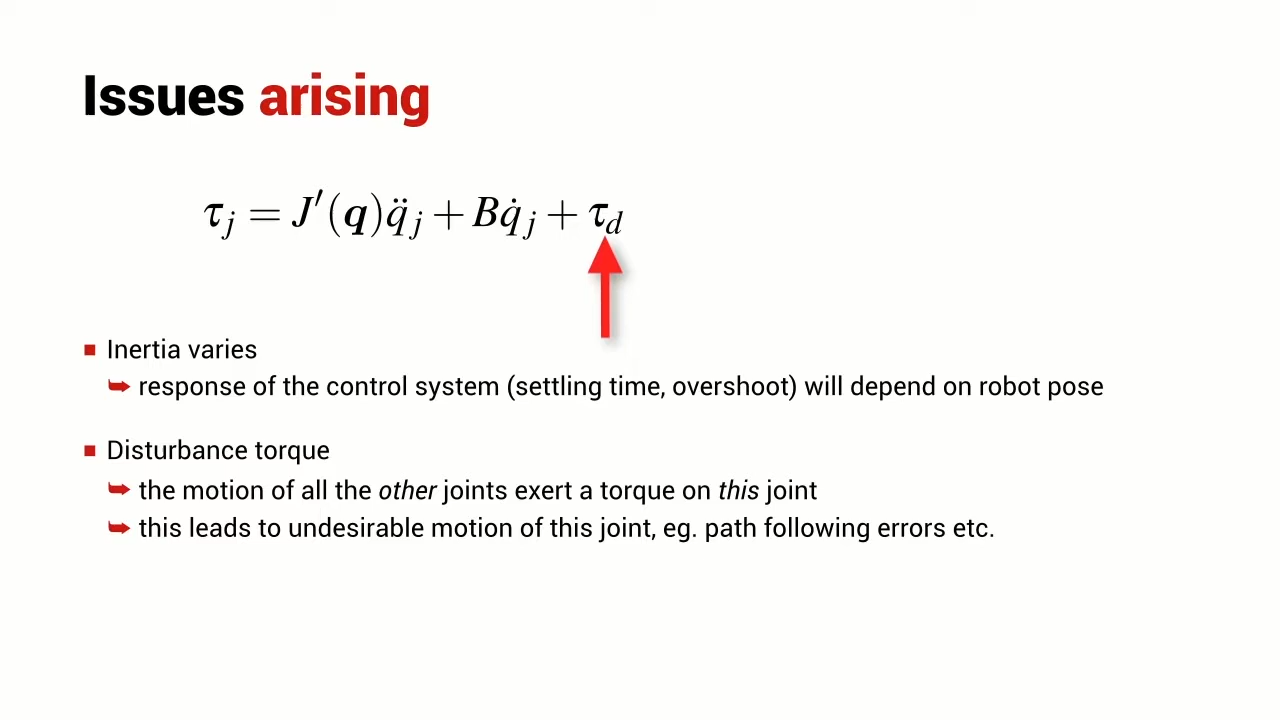 Issues arising
τ_j = J′(q)q̈_j + Bq̇_j + τ_d
■ Inertia varies
➥ response of the control system (settling time, overshoot) will depend on robot pose
■ Disturbance torque
➥ the motion of all the other joints exert a torque on this joint
➥ this leads to undesirable motion of this joint, eg. path following errors etc.